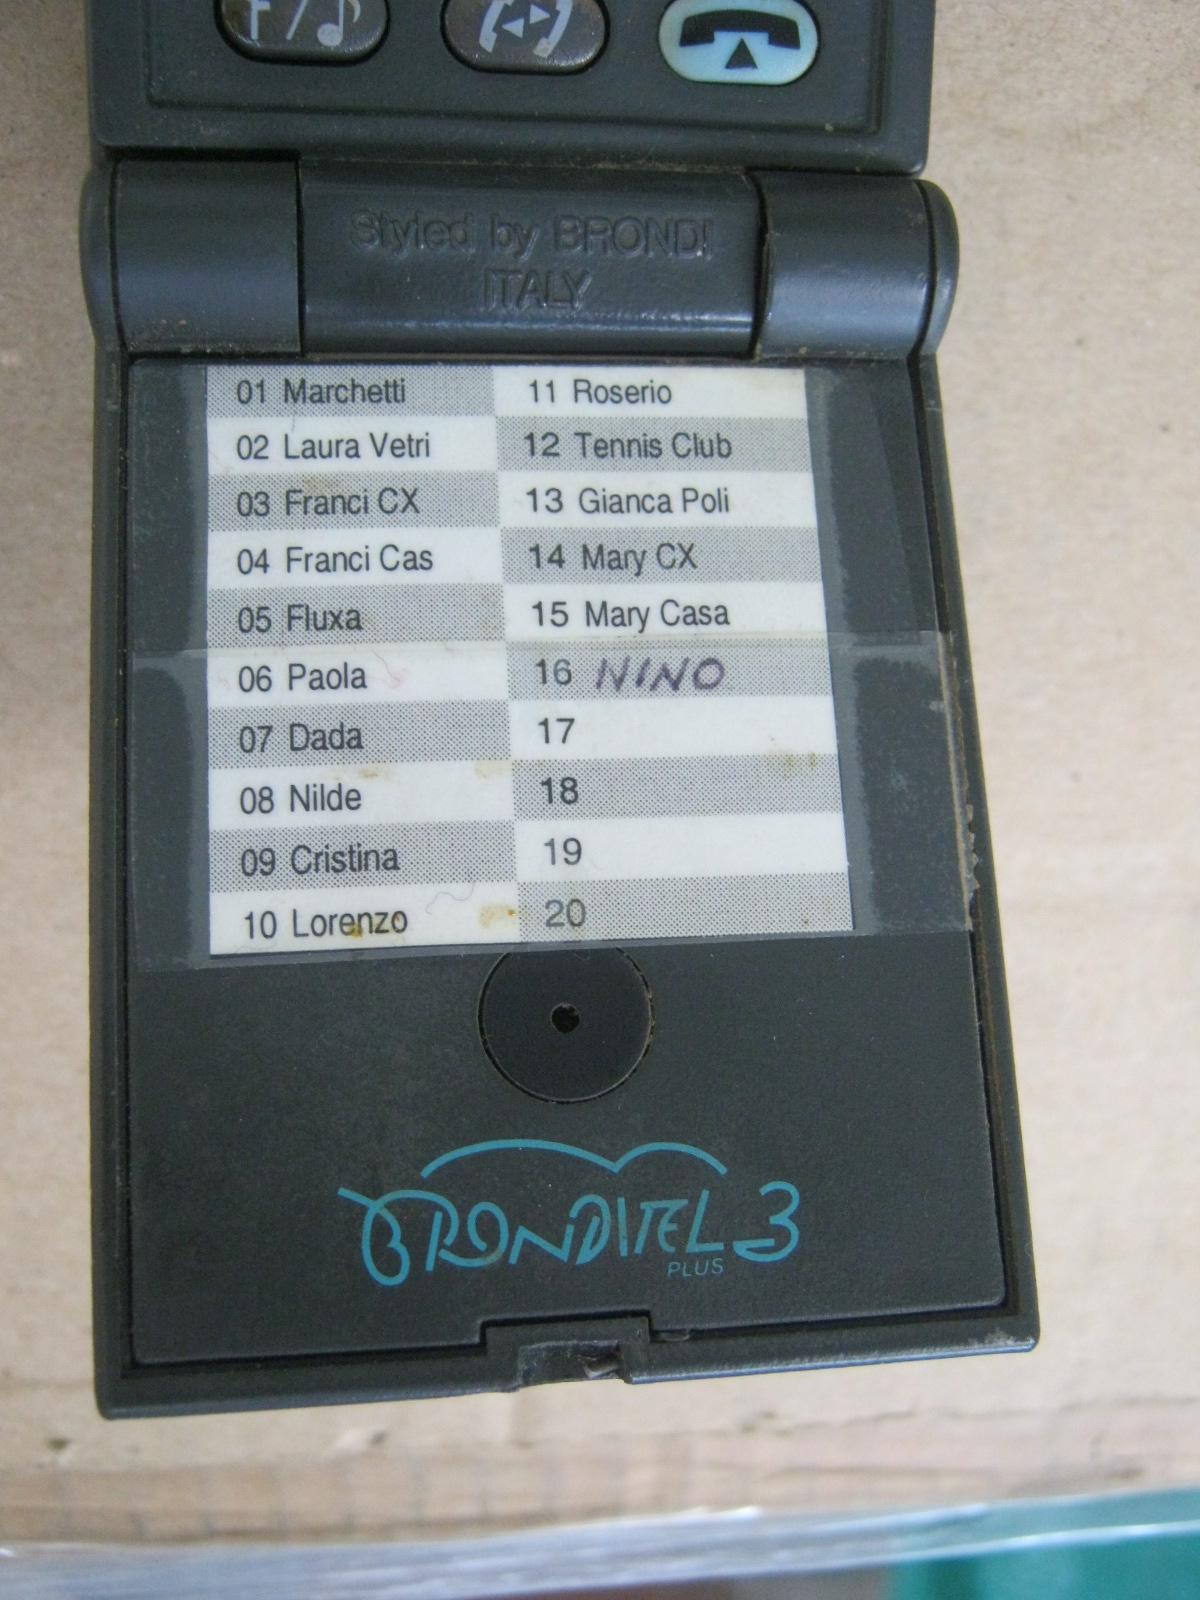 f/♪
Styled by BRONDI
ITALY
01 Marchetti
02 Laura Vetri
03 Franci CX
04 Franci Cas
05 Fluxa
06 Paola
07 Dada
08 Nilde
09 Cristina
10 Lorenzo
11 Roserio
12 Tennis Club
13 Gianca Poli
14 Mary CX
15 Mary Casa
16 NINO
17
18
19
20
BRONDITEL 3
PLUS